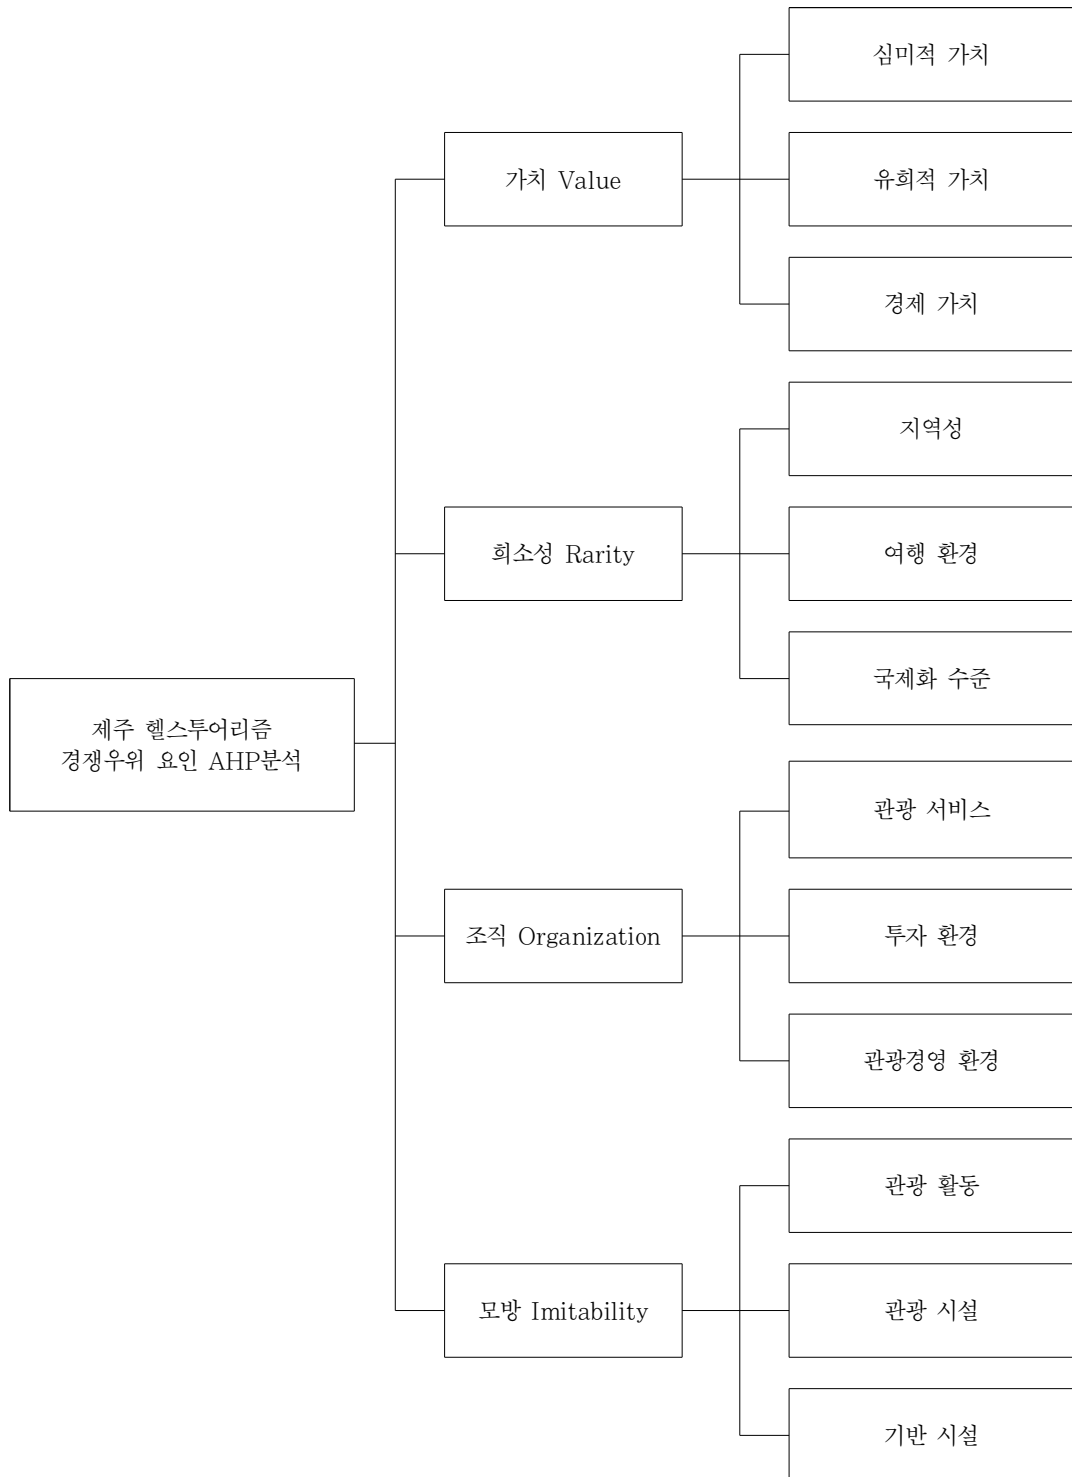 제주 헬스투어리즘
경쟁우위 요인 AHP분석
가치 Value
심미적 가치
유희적 가치
경제 가치
희소성 Rarity
지역성
여행 환경
국제화 수준
조직 Organization
관광 서비스
투자 환경
관광경영 환경
모방 Imitability
관광 활동
관광 시설
기반 시설